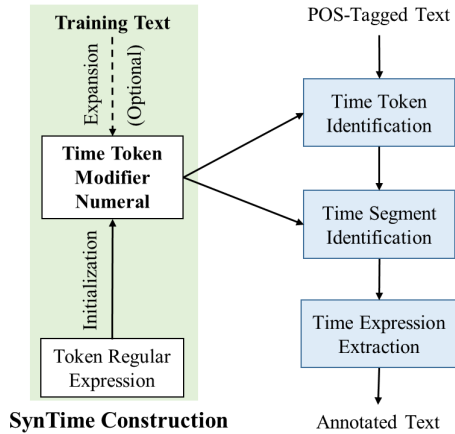 Training Text
Expansion
(Optional)
Time Token
Modifier
Numeral
Initialization
Token Regular
Expression
SynTime Construction
POS-Tagged Text
Time Token
Identification
Time Segment
Identification
Time Expression
Extraction
Annotated Text